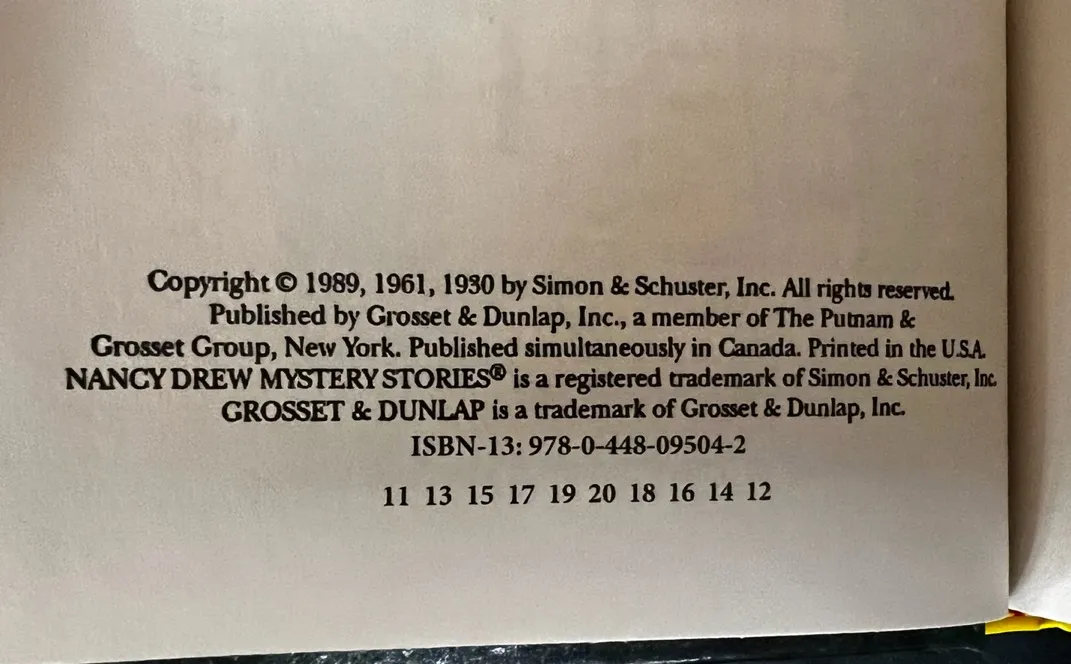 Copyright © 1989, 1961, 1930 by Simon & Schuster, Inc. All rights reserved.
Published by Grosset & Dunlap, Inc., a member of The Putnam &
Grosset Group, New York. Published simultaneously in Canada. Printed in the U.S.A.
NANCY DREW MYSTERY STORIES® is a registered trademark of Simon & Schuster, Inc.
GROSSET & DUNLAP is a trademark of Grosset & Dunlap, Inc.
ISBN-13: 978-0-448-09504-2
11 13 15 17 19 20 18 16 14 12